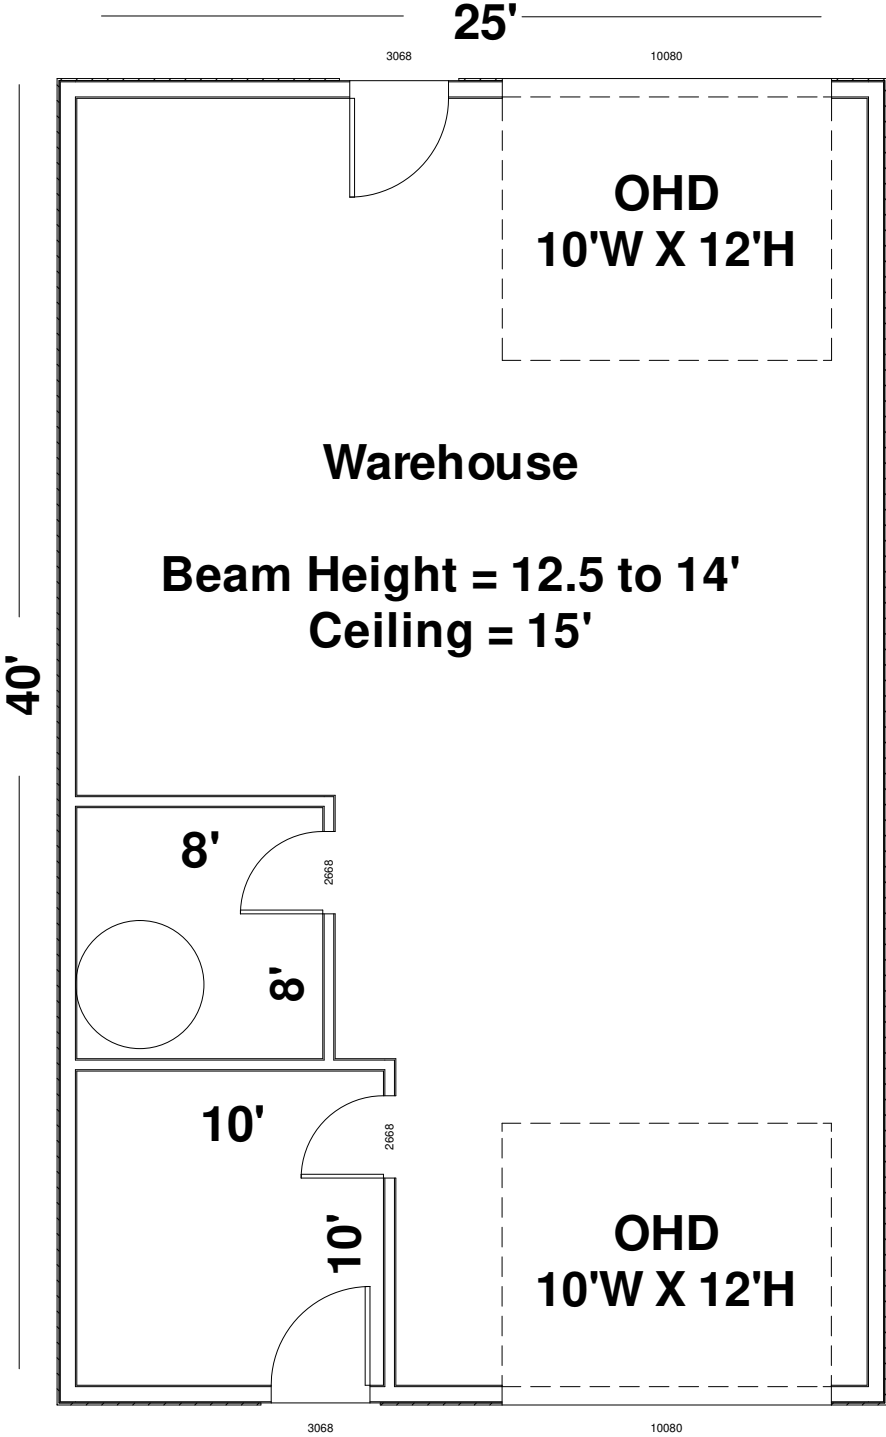 25'
3068
10080
OHD
10'W X 12'H
Warehouse
Beam Height = 12.5 to 14'
Ceiling = 15'
40'
8'
2668
8'
10'
2668
10'
OHD
10'W X 12'H
3068
10080